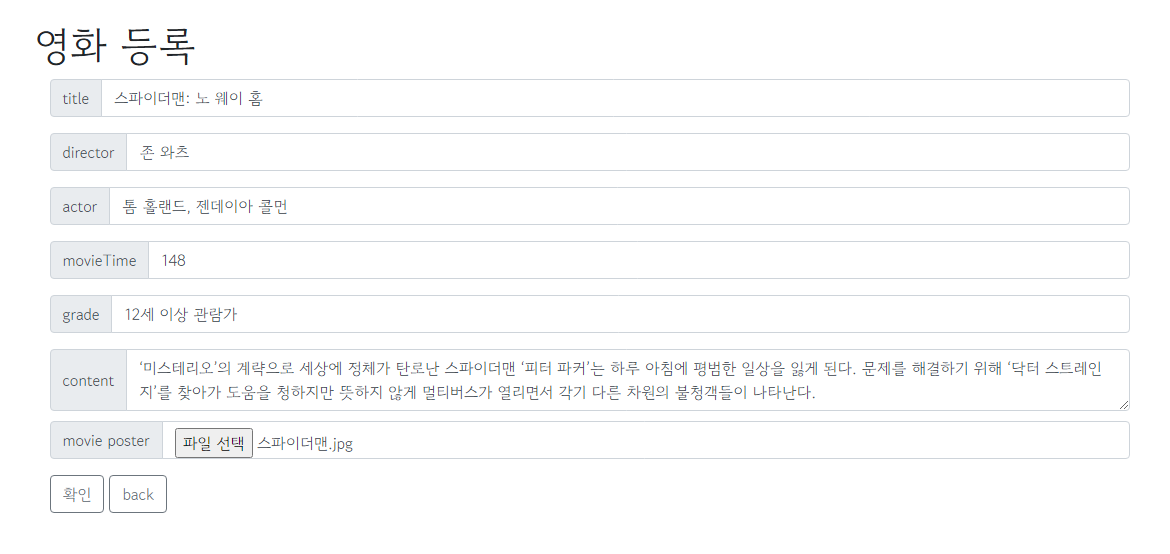 영화 등록
title 스파이더맨: 노 웨이 홈
director 존 와츠
actor 톰 홀랜드, 젠데이아 콜먼
movieTime 148
grade 12세 이상 관람가
content ‘미스테리오’의 계략으로 세상에 정체가 탄로난 스파이더맨 ‘피터 파커’는 하루 아침에 평범한 일상을 잃게 된다. 문제를 해결하기 위해 ‘닥터 스트레인
지’를 찾아가 도움을 청하지만 뜻하지 않게 멀티버스가 열리면서 각기 다른 차원의 불청객들이 나타난다.
movie poster 파일 선택 스파이더맨.jpg
확인 back